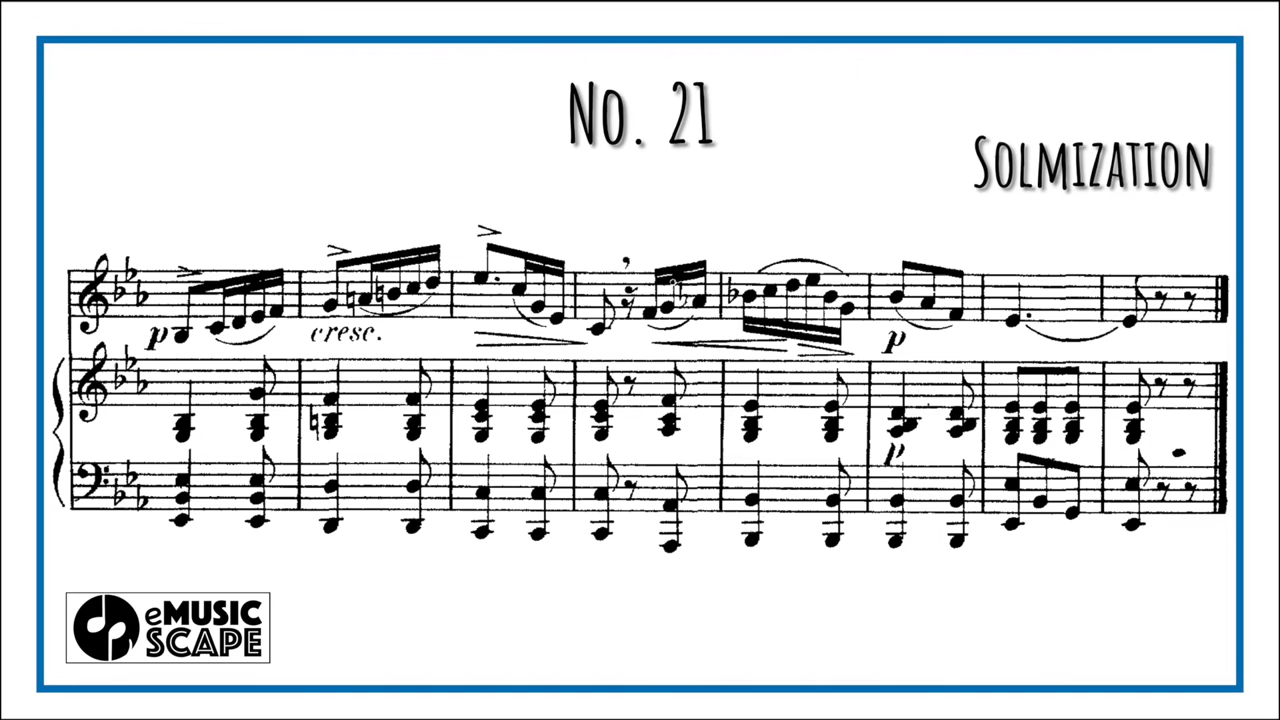 No. 21
SOLMIZATION
p
cresc.
p
p
eMUSIC
SCAPE